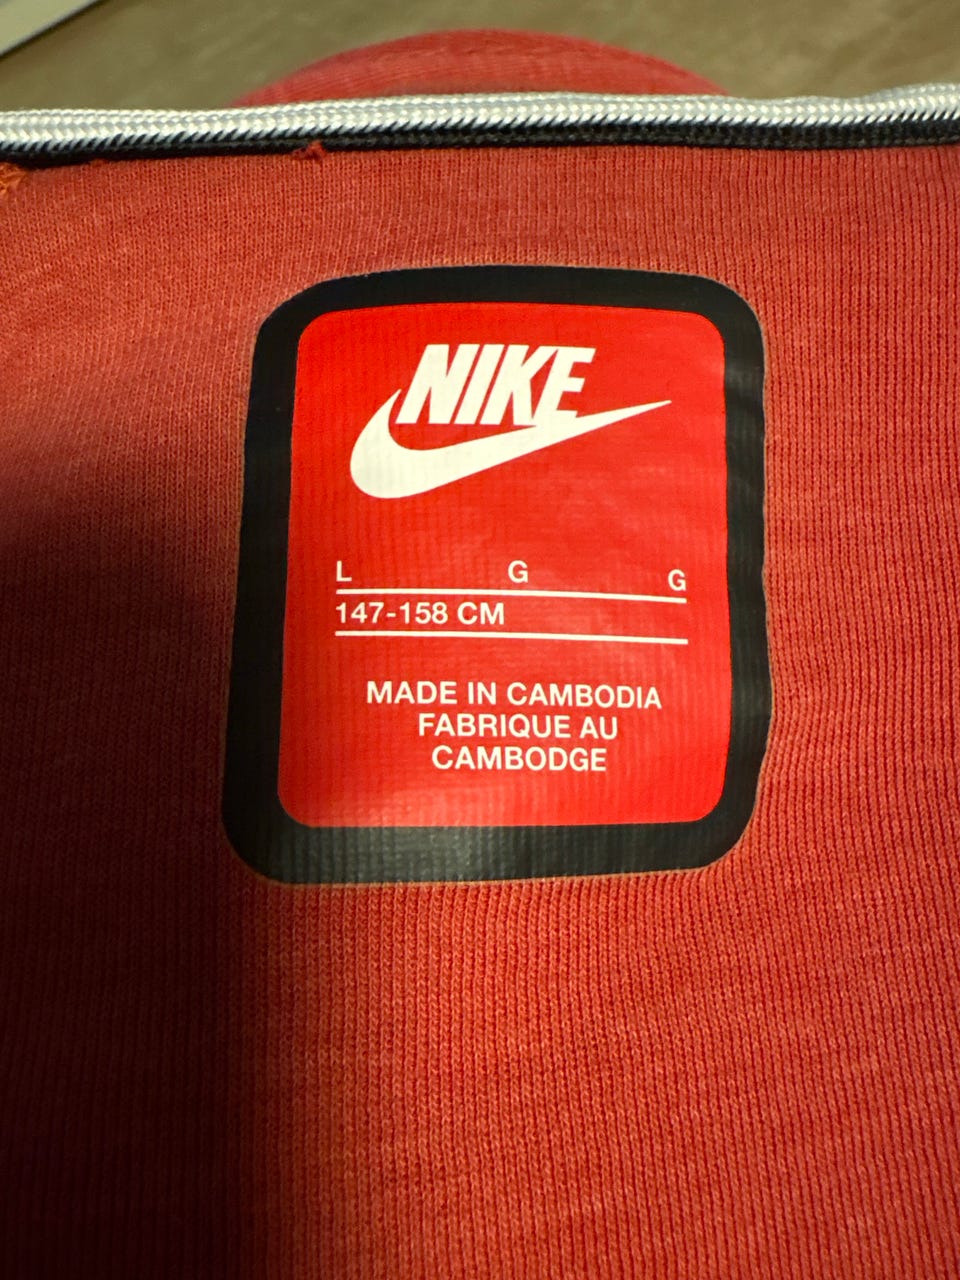 NIKE
L G G
147-158 CM
MADE IN CAMBODIA
FABRIQUE AU
CAMBODGE